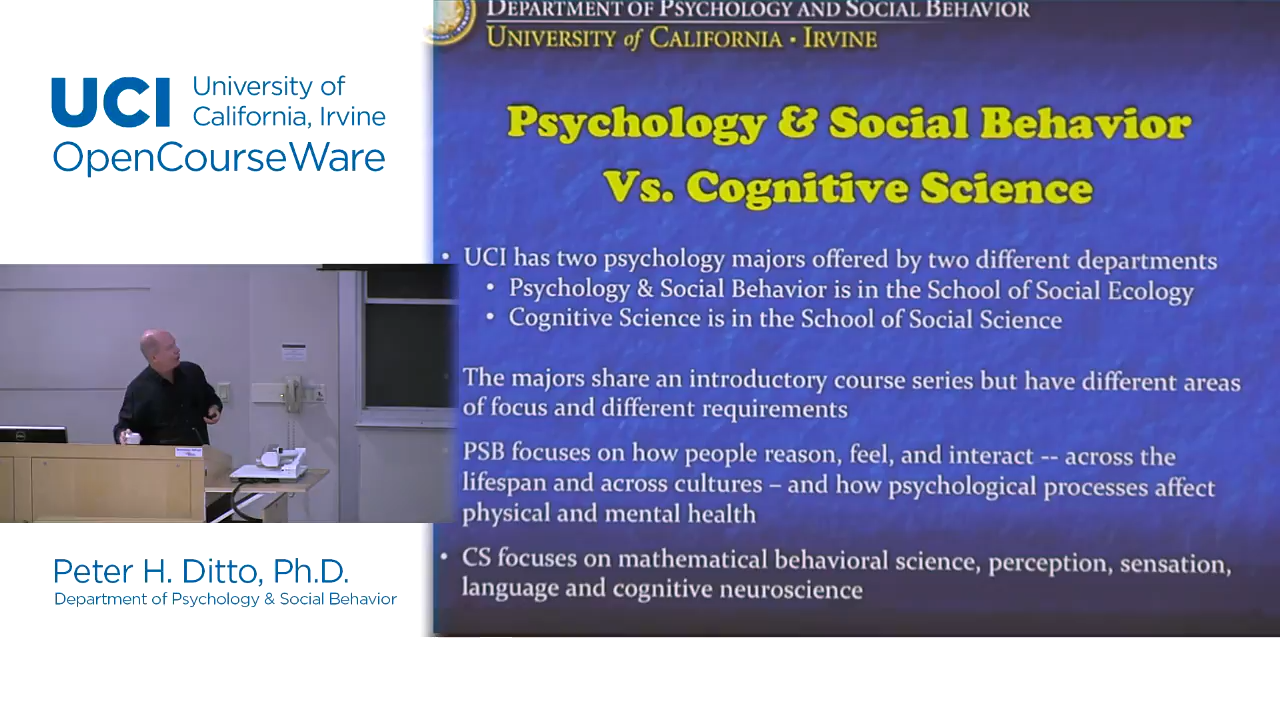 UCI
University of
California, Irvine
OpenCourseWare
Peter H. Ditto, Ph.D.
Department of Psychology & Social Behavior
DEPARTMENT OF PSYCHOLOGY AND SOCIAL BEHAVIOR
UNIVERSITY of CALIFORNIA · IRVINE
Psychology & Social Behavior
Vs. Cognitive Science
• UCI has two psychology majors offered by two different departments
• Psychology & Social Behavior is in the School of Social Ecology
• Cognitive Science is in the School of Social Science
The majors share an introductory course series but have different areas
of focus and different requirements
PSB focuses on how people reason, feel, and interact -- across the
lifespan and across cultures – and how psychological processes affect
physical and mental health
• CS focuses on mathematical behavioral science, perception, sensation,
language and cognitive neuroscience